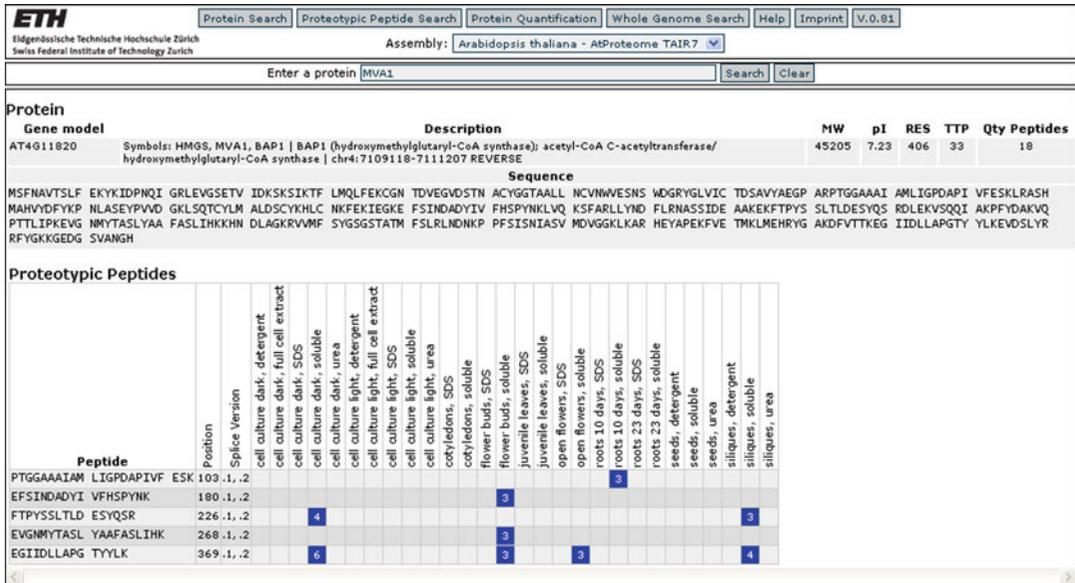 ETH
Eidgenössische Technische Hochschule Zürich
Swiss Federal Institute of Technology Zurich
Protein Search Proteotypic Peptide Search Protein Quantification Whole Genome Search Help Imprint V.0.81
Assembly: Arabidopsis thaliana - AtProteome TAIR7
Enter a protein MVA1 Search Clear
Protein
Gene model Description MW pI RES TTP Qty Peptides
AT4G11820 Symbols: HMGS, MVA1, BAP1 | BAP1 (hydroxymethylglutaryl-CoA synthase); acetyl-CoA C-acetyltransferase/ 45205 7.23 406 33 18
hydroxymethylglutaryl-CoA synthase | chr4:7109118-7111207 REVERSE
Sequence
MSFNAVTSLF EKYKIDPNQI GRLEVGSETV IDKSKSIKTF LMQLFEKCGN TDVEGVDSTN ACYGGTAALL NCVNWVESNS WDGRYGLVIC TDSAVYAEGP ARPTGGAAAI AMLIGPDAPI VFESKLRASH
MAHVYDFYKP NLASEYPVVD GKLSQTCYLM ALDSCYKHLC NKFEKIEGKE FSINDADYIV FHSPYNKLVQ KSFARLLYND FLRNASSIDE AAKEKFTPYS SLTLDESYQS RDLEKVSQQI AKPFYDAKVQ
PTTLIPKEVG NMYTASLYAA FASLIHKKHN DLAGKRVVMF SYGSGSTATM FSLRLNDNKP PFSISNIASV MDVGGKLKAR HEYAPEKFVE TMKLMEHRYG AKDFVTTKEG IIDLLAPGTY YLKEVDSLYR
RFYGKKGEDG SVANGH
Proteotypic Peptides
Peptide
Position
Splice Version
cell culture dark, detergent
cell culture dark, full cell extract
cell culture dark, SDS
cell culture dark, soluble
cell culture dark, urea
cell culture light, detergent
cell culture light, full cell extract
cell culture light, SDS
cell culture light, soluble
cell culture light, urea
cotyledons, SDS
cotyledons, soluble
flower buds, SDS
flower buds, soluble
juvenile leaves, SDS
juvenile leaves, soluble
open flowers, SDS
open flowers, soluble
roots 10 days, SDS
roots 10 days, soluble
roots 23 days, SDS
roots 23 days, soluble
seeds, detergent
seeds, soluble
seeds, urea
siliques, detergent
siliques, soluble
siliques, urea
PTGGAAAIAM LIGPDAPIVF ESK 103 .1, .2 3
EFSINDADYI VFHSPYNK 180 .1, .2 3
FTPYSSLTLD ESYQSR 226 .1, .2 4 3
EVGNMYTASL YAAFASLIHK 268 .1, .2 3
EGIIDLLAPG TYYLK 369 .1, .2 6 3 3 4